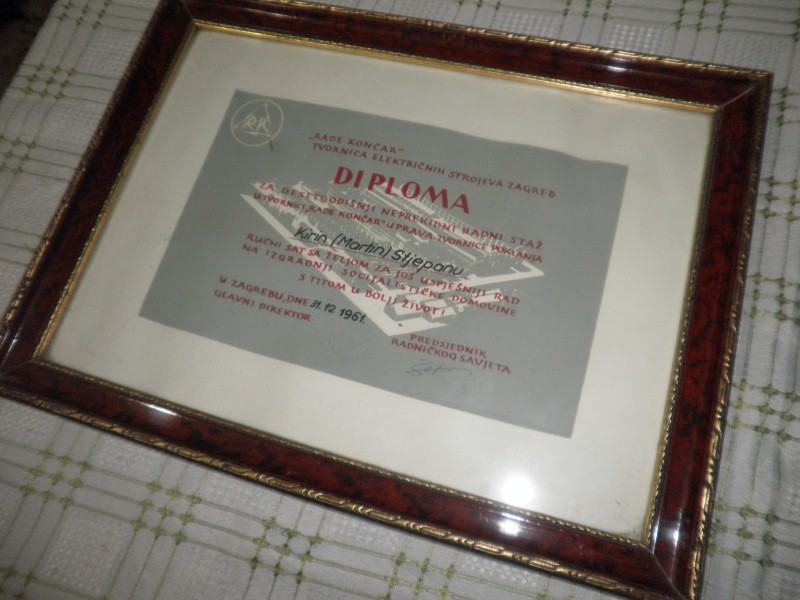 RK
„RADE KONČAR"
TVORNICA ELEKTRIČNIH STROJEVA ZAGREB
DIPLOMA
ZA DESETGODIŠNJI NEPREKIDNI RADNI STAŽ
U TVORNICI „RADE KONČAR" UPRAVA TVORNICE POKLANJA
Kirin (Martin) Stjepanu
RUČNI SAT SA ŽELJOM ZA JOŠ USPJEŠNIJI RAD
NA IZGRADNJI SOCIJALISTIČKE DOMOVINE
S TITOM U BOLJI ŽIVOT!
U ZAGREBU, DNE 31.12 1961.
GLAVNI DIREKTOR
PREDSJEDNIK
RADNIČKOG SAVJETA